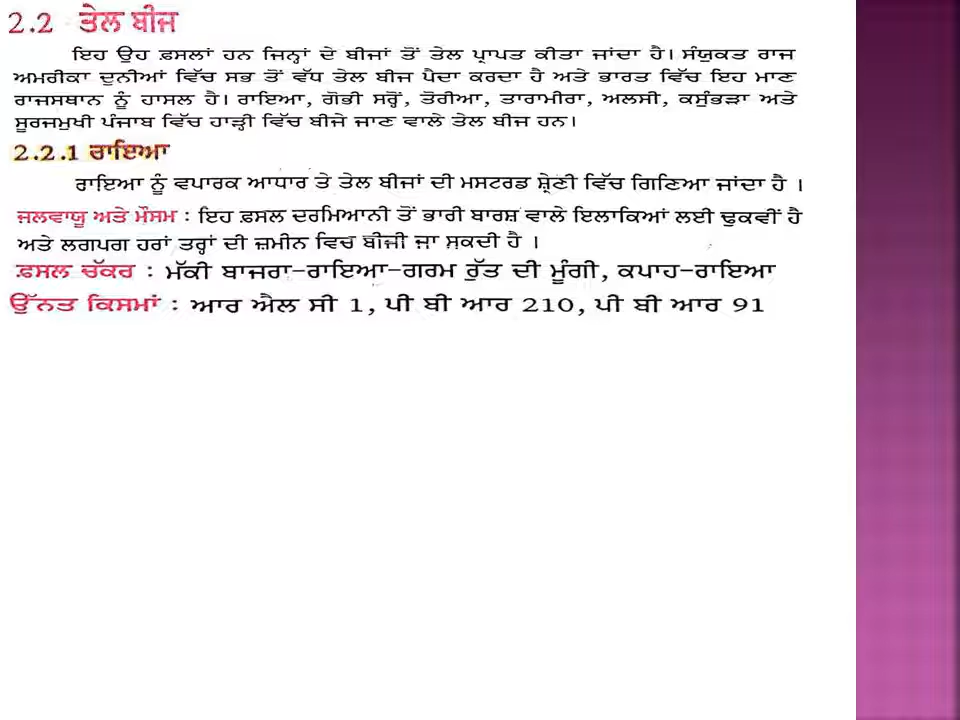 2.2 ਤੇਲ ਬੀਜ
ਇਹ ਉਹ ਫ਼ਸਲਾਂ ਹਨ ਜਿਨ੍ਹਾਂ ਦੇ ਬੀਜਾਂ ਤੋਂ ਤੇਲ ਪ੍ਰਾਪਤ ਕੀਤਾ ਜਾਂਦਾ ਹੈ। ਸੰਯੁਕਤ ਰਾਜ
ਅਮਰੀਕਾ ਦੁਨੀਆਂ ਵਿੱਚ ਸਭ ਤੋਂ ਵੱਧ ਤੇਲ ਬੀਜ ਪੈਦਾ ਕਰਦਾ ਹੈ ਅਤੇ ਭਾਰਤ ਵਿੱਚ ਇਹ ਮਾਣ
ਰਾਜਸਥਾਨ ਨੂੰ ਹਾਸਲ ਹੈ। ਰਾਇਆ, ਗੋਭੀ ਸਰ੍ਹੋਂ, ਤੋਰੀਆ, ਤਾਰਾਮੀਰਾ, ਅਲਸੀ, ਕਸੁੰਭੜਾ ਅਤੇ
ਸੂਰਜਮੁਖੀ ਪੰਜਾਬ ਵਿੱਚ ਹਾੜ੍ਹੀ ਵਿੱਚ ਬੀਜੇ ਜਾਣ ਵਾਲੇ ਤੇਲ ਬੀਜ ਹਨ।
2.2.1 ਰਾਇਆ
ਰਾਇਆ ਨੂੰ ਵਪਾਰਕ ਆਧਾਰ ਤੇ ਤੇਲ ਬੀਜਾਂ ਦੀ ਮਸਟਰਡ ਸ਼੍ਰੇਣੀ ਵਿੱਚ ਗਿਣਿਆ ਜਾਂਦਾ ਹੈ ।
ਜਲਵਾਯੂ ਅਤੇ ਮੌਸਮ : ਇਹ ਫ਼ਸਲ ਦਰਮਿਆਨੀ ਤੋਂ ਭਾਰੀ ਬਾਰਸ਼ ਵਾਲੇ ਇਲਾਕਿਆਂ ਲਈ ਢੁਕਵੀਂ ਹੈ
ਅਤੇ ਲਗਪਗ ਹਰਾਂ ਤਰ੍ਹਾਂ ਦੀ ਜ਼ਮੀਨ ਵਿਚ ਬੀਜੀ ਜਾ ਸਕਦੀ ਹੈ ।
ਫ਼ਸਲ ਚੱਕਰ : ਮੱਕੀ ਬਾਜਰਾ-ਰਾਇਆ-ਗਰਮ ਰੁੱਤ ਦੀ ਮੂੰਗੀ, ਕਪਾਹ-ਰਾਇਆ
ਉੱਨਤ ਕਿਸਮਾਂ : ਆਰ ਐਲ ਸੀ 1, ਪੀ ਬੀ ਆਰ 210, ਪੀ ਬੀ ਆਰ 91